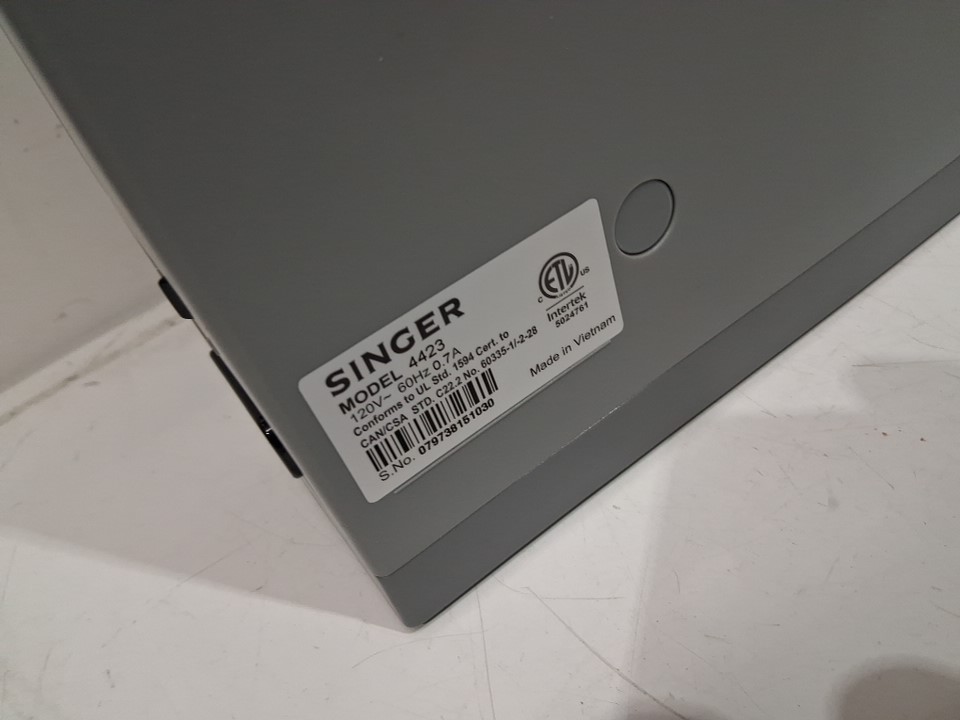 SINGER
MODEL 4423
120V~ 60Hz 0.7A
Conforms to UL Std. 1594 Cert. to
CAN/CSA STD. C22.2 No. 60335-1/-2-28
S.No. 079738151030
C ETL US
Intertek
5024761
Made in Vietnam